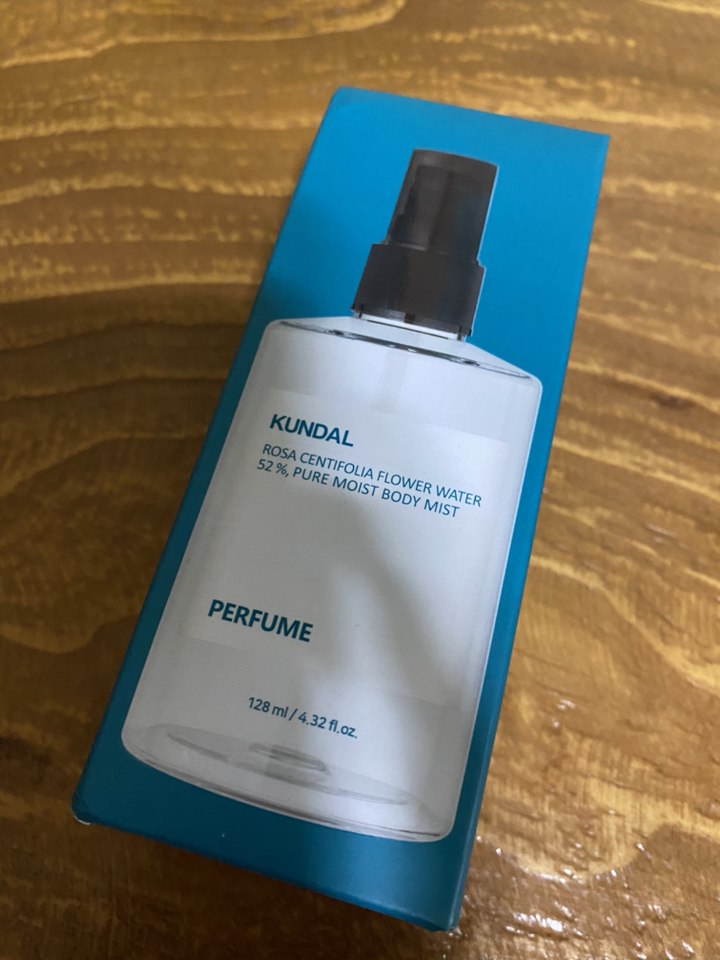 KUNDAL
ROSA CENTIFOLIA FLOWER WATER
52 %, PURE MOIST BODY MIST
PERFUME
128 ml / 4.32 fl.oz.